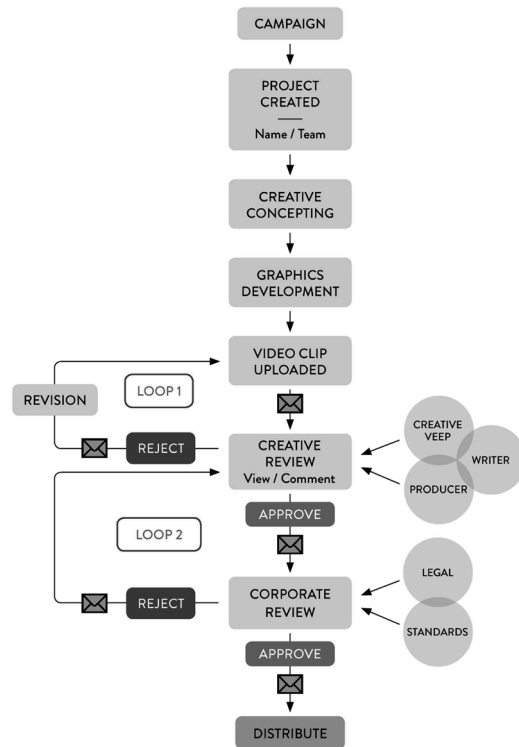 CAMPAIGN
PROJECT
CREATED
Name / Team
CREATIVE
CONCEPTING
GRAPHICS
DEVELOPMENT
VIDEO CLIP
UPLOADED
LOOP 1
REVISION
REJECT
CREATIVE
REVIEW
View / Comment
CREATIVE
VEEP
WRITER
PRODUCER
APPROVE
LOOP 2
REJECT
CORPORATE
REVIEW
LEGAL
STANDARDS
APPROVE
DISTRIBUTE